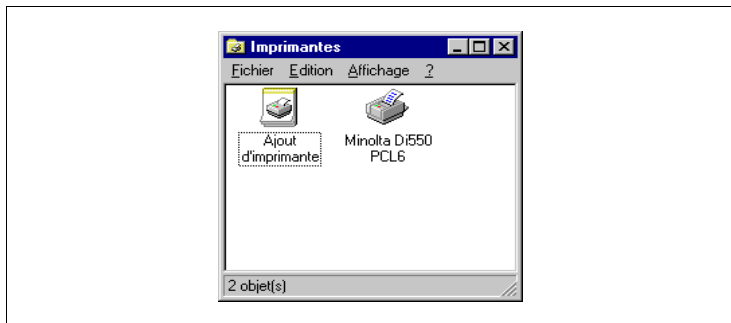 Imprimantes
Fichier Edition Affichage ?
Ajout
d'imprimante
Minolta Di550
PCL6
2 objet(s)